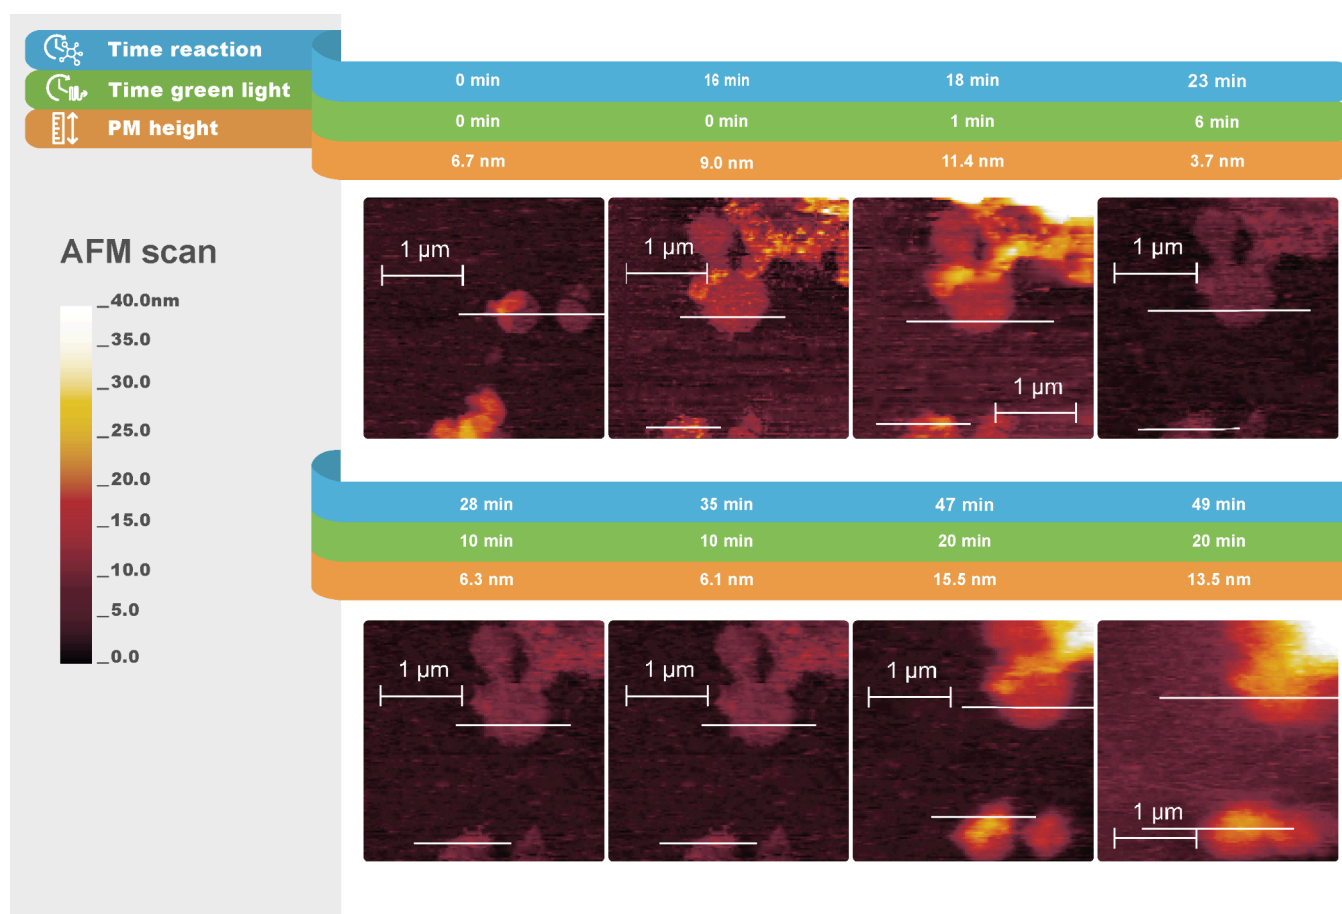 Time reaction
0 min 16 min 18 min 23 min
Time green light
0 min 0 min 1 min 6 min
PM height
6.7 nm 9.0 nm 11.4 nm 3.7 nm
AFM scan
_40.0nm
_35.0
_30.0
_25.0
_20.0
_15.0
_10.0
_5.0
_0.0
1 µm
1 µm
1 µm
1 µm
1 µm
28 min 35 min 47 min 49 min
10 min 10 min 20 min 20 min
6.3 nm 6.1 nm 15.5 nm 13.5 nm
1 µm
1 µm
1 µm
1 µm